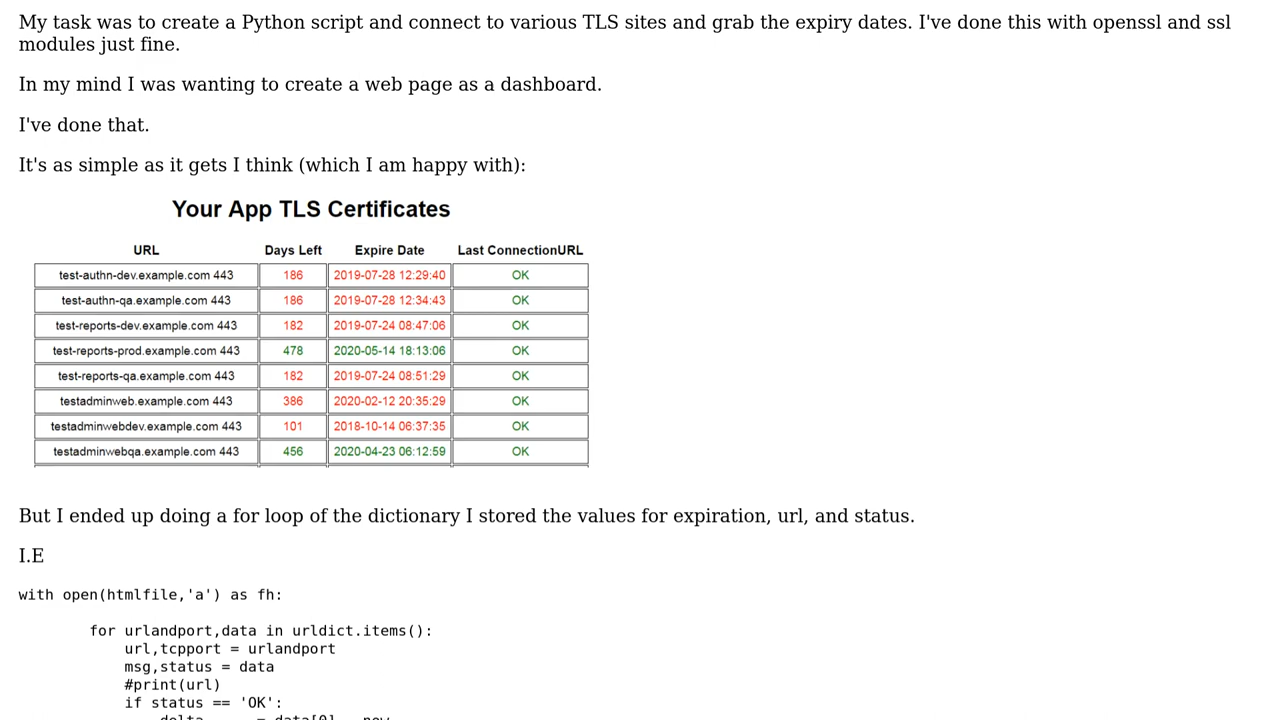 My task was to create a Python script and connect to various TLS sites and grab the expiry dates. I've done this with openssl and ssl
modules just fine.
In my mind I was wanting to create a web page as a dashboard.
I've done that.
It's as simple as it gets I think (which I am happy with):
Your App TLS Certificates
URL Days Left Expire Date Last ConnectionURL
test-authn-dev.example.com 443 186 2019-07-28 12:29:40 OK
test-authn-qa.example.com 443 186 2019-07-28 12:34:43 OK
test-reports-dev.example.com 443 182 2019-07-24 08:47:06 OK
test-reports-prod.example.com 443 478 2020-05-14 18:13:06 OK
test-reports-qa.example.com 443 182 2019-07-24 08:51:29 OK
testadminweb.example.com 443 386 2020-02-12 20:35:29 OK
testadminwebdev.example.com 443 101 2018-10-14 06:37:35 OK
testadminwebqa.example.com 443 456 2020-04-23 06:12:59 OK
But I ended up doing a for loop of the dictionary I stored the values for expiration, url, and status.
I.E
with open(htmlfile,'a') as fh:
for urlandport,data in urldict.items():
url,tcpport = urlandport
msg,status = data
#print(url)
if status == 'OK':
delta = data[0] - now